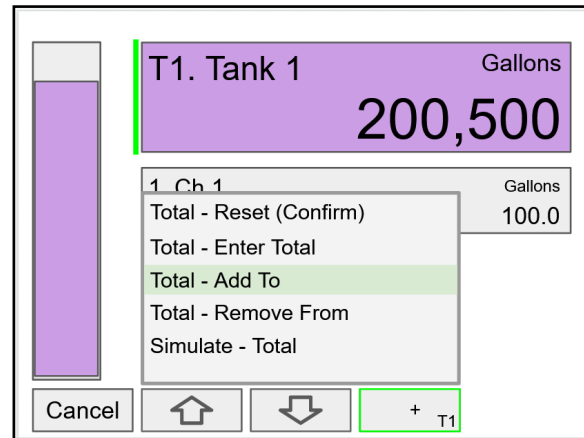 T1. Tank 1 Gallons
200,500
1. Ch 1 Gallons
100.0
Total - Reset (Confirm)
Total - Enter Total
Total - Add To
Total - Remove From
Simulate - Total
Cancel + T1